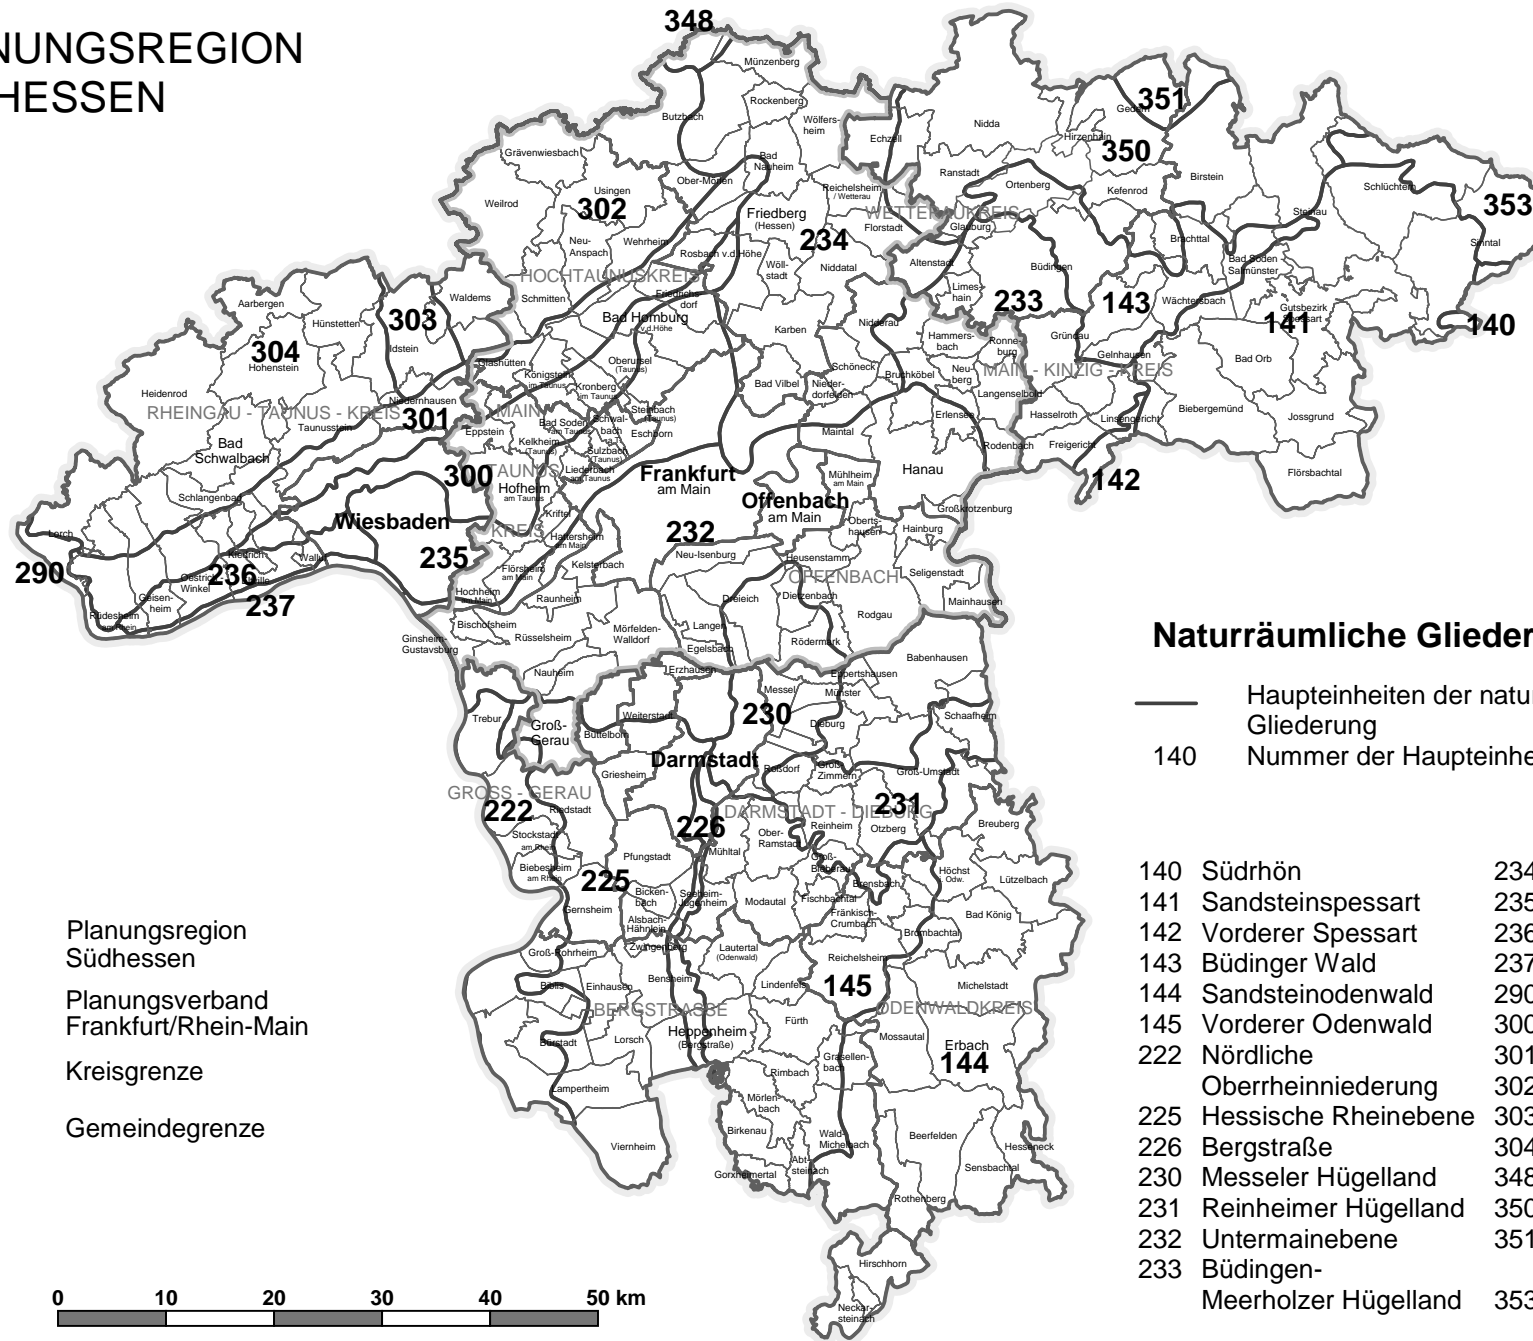 NUNGSREGION
HESSEN
348
Münzenberg
351
Gedern
Butzbach
Rockenberg
Wölfers-
heim
Echzell
Nidda
Hirzenhain
350
Grävenwiesbach
Bad
Nauheim
Ober-Mörlen
Usingen
302
Weilrod
Reichelsheim
/ Wetterau
Ranstadt
Ortenberg
Kefenrod
Birstein
Schlüchtern
353
Friedberg
(Hessen)
234
WETTERAUKREIS
Florstadt
Glauburg
Steinau
Sinntal
Neu-
Anspach
Wehrheim
Rosbach v.d.Höhe
Wöll-
stadt
Niddatal
Altenstadt
Büdingen
Brachttal
Bad Soden -
Salmünster
HOCHTAUNUSKREIS
Schmitten
Friedrichs-
dorf
Limes-
hain
233
143
Wächtersbach
Gutsbezirk
Spessart
141
140
Waldems
Aarbergen
Hünstetten
303
Idstein
304
Hohenstein
Bad Homburg
v.d.Höhe
Karben
Nidderau
Hammers-
bach
Ronne-
burg
Gründau
Gelnhausen
Bad Orb
Glashütten
Königstein
im Taunus
Oberursel
(Taunus)
Kronberg
im Taunus
Schöneck
Bruchköbel
Neu-
berg
MAIN - KINZIG - KREIS
Heidenrod
Niedernhausen
Bad Vilbel
Nieder-
dorfelden
Langenselbold
RHEINGAU - TAUNUS - KREIS
Taunusstein
301
Eppstein
MAIN
Bad Soden
am Taunus
Schwal-
bach
a.T.
Steinbach
(Taunus)
Eschborn
Maintal
Erlensee
Hasselroth
Linsengericht
Biebergemünd
Jossgrund
Bad
Schwalbach
Kelkheim
(Taunus)
Sulzbach
(Taunus)
Rodenbach
Freigericht
300
TAUNUS
Liederbach
am Taunus
Frankfurt
am Main
Mühlheim
am Main
Hanau
142
Flörsbachtal
Schlangenbad
Hofheim
am Taunus
Kriftel
Offenbach
am Main
Großkrotzenburg
Wiesbaden
KREIS
Hattersheim
am Main
232
Oberts-
hausen
Hainburg
Lorch
290
Kiedrich
Walluf
235
Neu-Isenburg
Heusenstamm
OFFENBACH
Seligenstadt
Oestrich-
Winkel
236
Eltville
Flörsheim
am Main
Kelsterbach
Hochheim
am Main
Raunheim
Dreieich
Dietzenbach
Mainhausen
Geisen-
heim
237
Rüdesheim
am Rhein
Rodgau
Ginsheim-
Gustavsburg
Bischofsheim
Rüsselsheim
Mörfelden-
Walldorf
Langen
Egelsbach
Rödermark
Naturräumliche Glieder
Nauheim
Erzhausen
Babenhausen
Eppertshausen
Haupteinheiten der natur
Gliederung
140
Nummer der Haupteinhe
Trebur
Groß-
Gerau
Weiterstadt
Büttelborn
Messel
230
Münster
Dieburg
Schaafheim
Darmstadt
Griesheim
Roßdorf
Groß-
Zimmern
Groß-Umstadt
GROSS - GERAU
222
Riedstadt
DARMSTADT - DIEBURG
231
Otzberg
Stockstadt
am Rhein
226
Ober-
Ramstadt
Reinheim
Breuberg
Mühltal
Pfungstadt
Groß-
Bieberau
Biebesheim
am Rhein
225
Bicken-
bach
Seeheim-
Jugenheim
Modautal
Fischbachtal
Brensbach
Höchst
i. Odw.
Lützelbach
Gernsheim
Alsbach-
Hähnlein
Fränkisch-
Crumbach
Bad König
Brombachtal
Zwingenberg
Lautertal
(Odenwald)
Reichelsheim
Groß-Rohrheim
Biblis
Einhausen
Bensheim
Lindenfels
145
Michelstadt
BERGSTRASSE
ODENWALDKREIS
Bürstadt
Lorsch
Heppenheim
(Bergstraße)
Fürth
Mossautal
Erbach
144
Grasellen-
bach
Lampertheim
Rimbach
Mörlen-
bach
Viernheim
Birkenau
Wald-
Michelbach
Beerfelden
Hesseneck
Abt-
steinach
Gorxheimertal
Sensbachtal
Rothenberg
Hirschhorn
Neckar-
steinach
Planungsregion
Südhessen
Planungsverband
Frankfurt/Rhein-Main
Kreisgrenze
Gemeindegrenze
0 10 20 30 40 50 km
140 Südrhön 234
141 Sandsteinspessart 235
142 Vorderer Spessart 236
143 Büdinger Wald 237
144 Sandsteinodenwald 290
145 Vorderer Odenwald 300
222 Nördliche 301
Oberrheinniederung 302
225 Hessische Rheinebene 303
226 Bergstraße 304
230 Messeler Hügelland 348
231 Reinheimer Hügelland 350
232 Untermainebene 351
233 Büdingen-
Meerholzer Hügelland 353